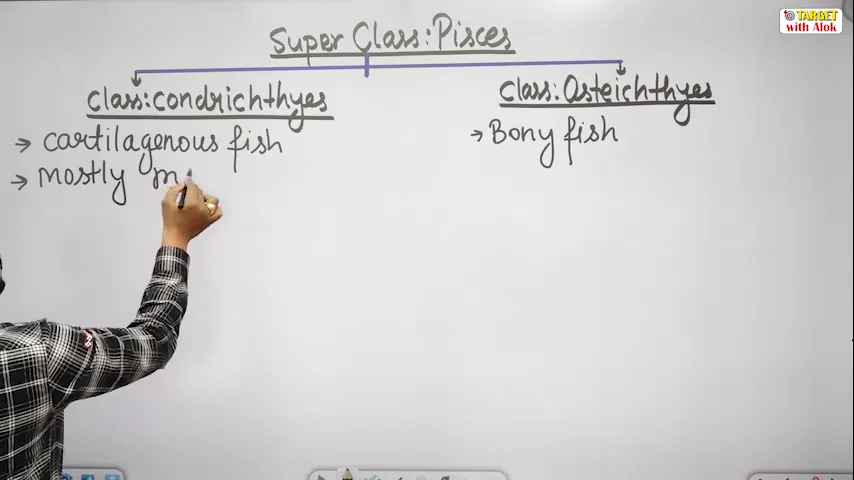 TARGET
with Alok
Super Class: Pisces
Class: Condrichthyes
Class: Osteichthyes
→ Cartilagenous fish
→ Bony fish
→ Mostly m